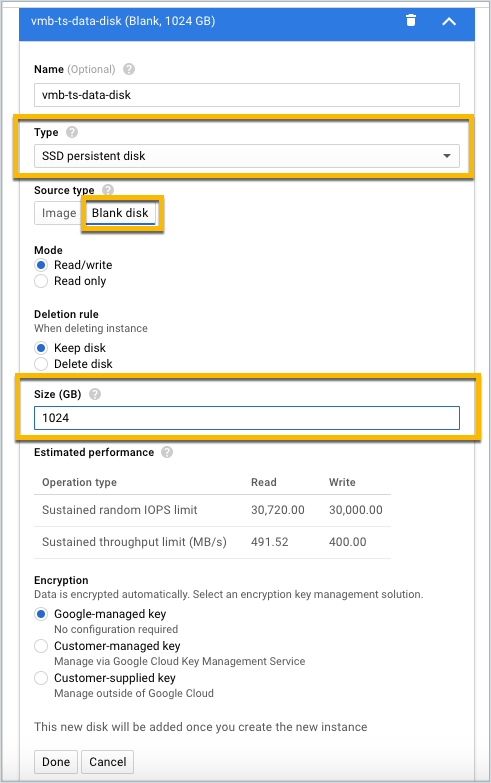 vmb-ts-data-disk (Blank, 1024 GB)
Name (Optional) ?
vmb-ts-data-disk
Type ?
SSD persistent disk
Source type ?
Image Blank disk
Mode
Read/write
Read only
Deletion rule
When deleting instance
Keep disk
Delete disk
Size (GB) ?
1024
Estimated performance ?
Operation type Read Write
Sustained random IOPS limit 30,720.00 30,000.00
Sustained throughput limit (MB/s) 491.52 400.00
Encryption
Data is encrypted automatically. Select an encryption key management solution.
Google-managed key
No configuration required
Customer-managed key
Manage via Google Cloud Key Management Service
Customer-supplied key
Manage outside of Google Cloud
This new disk will be added once you create the new instance
Done Cancel